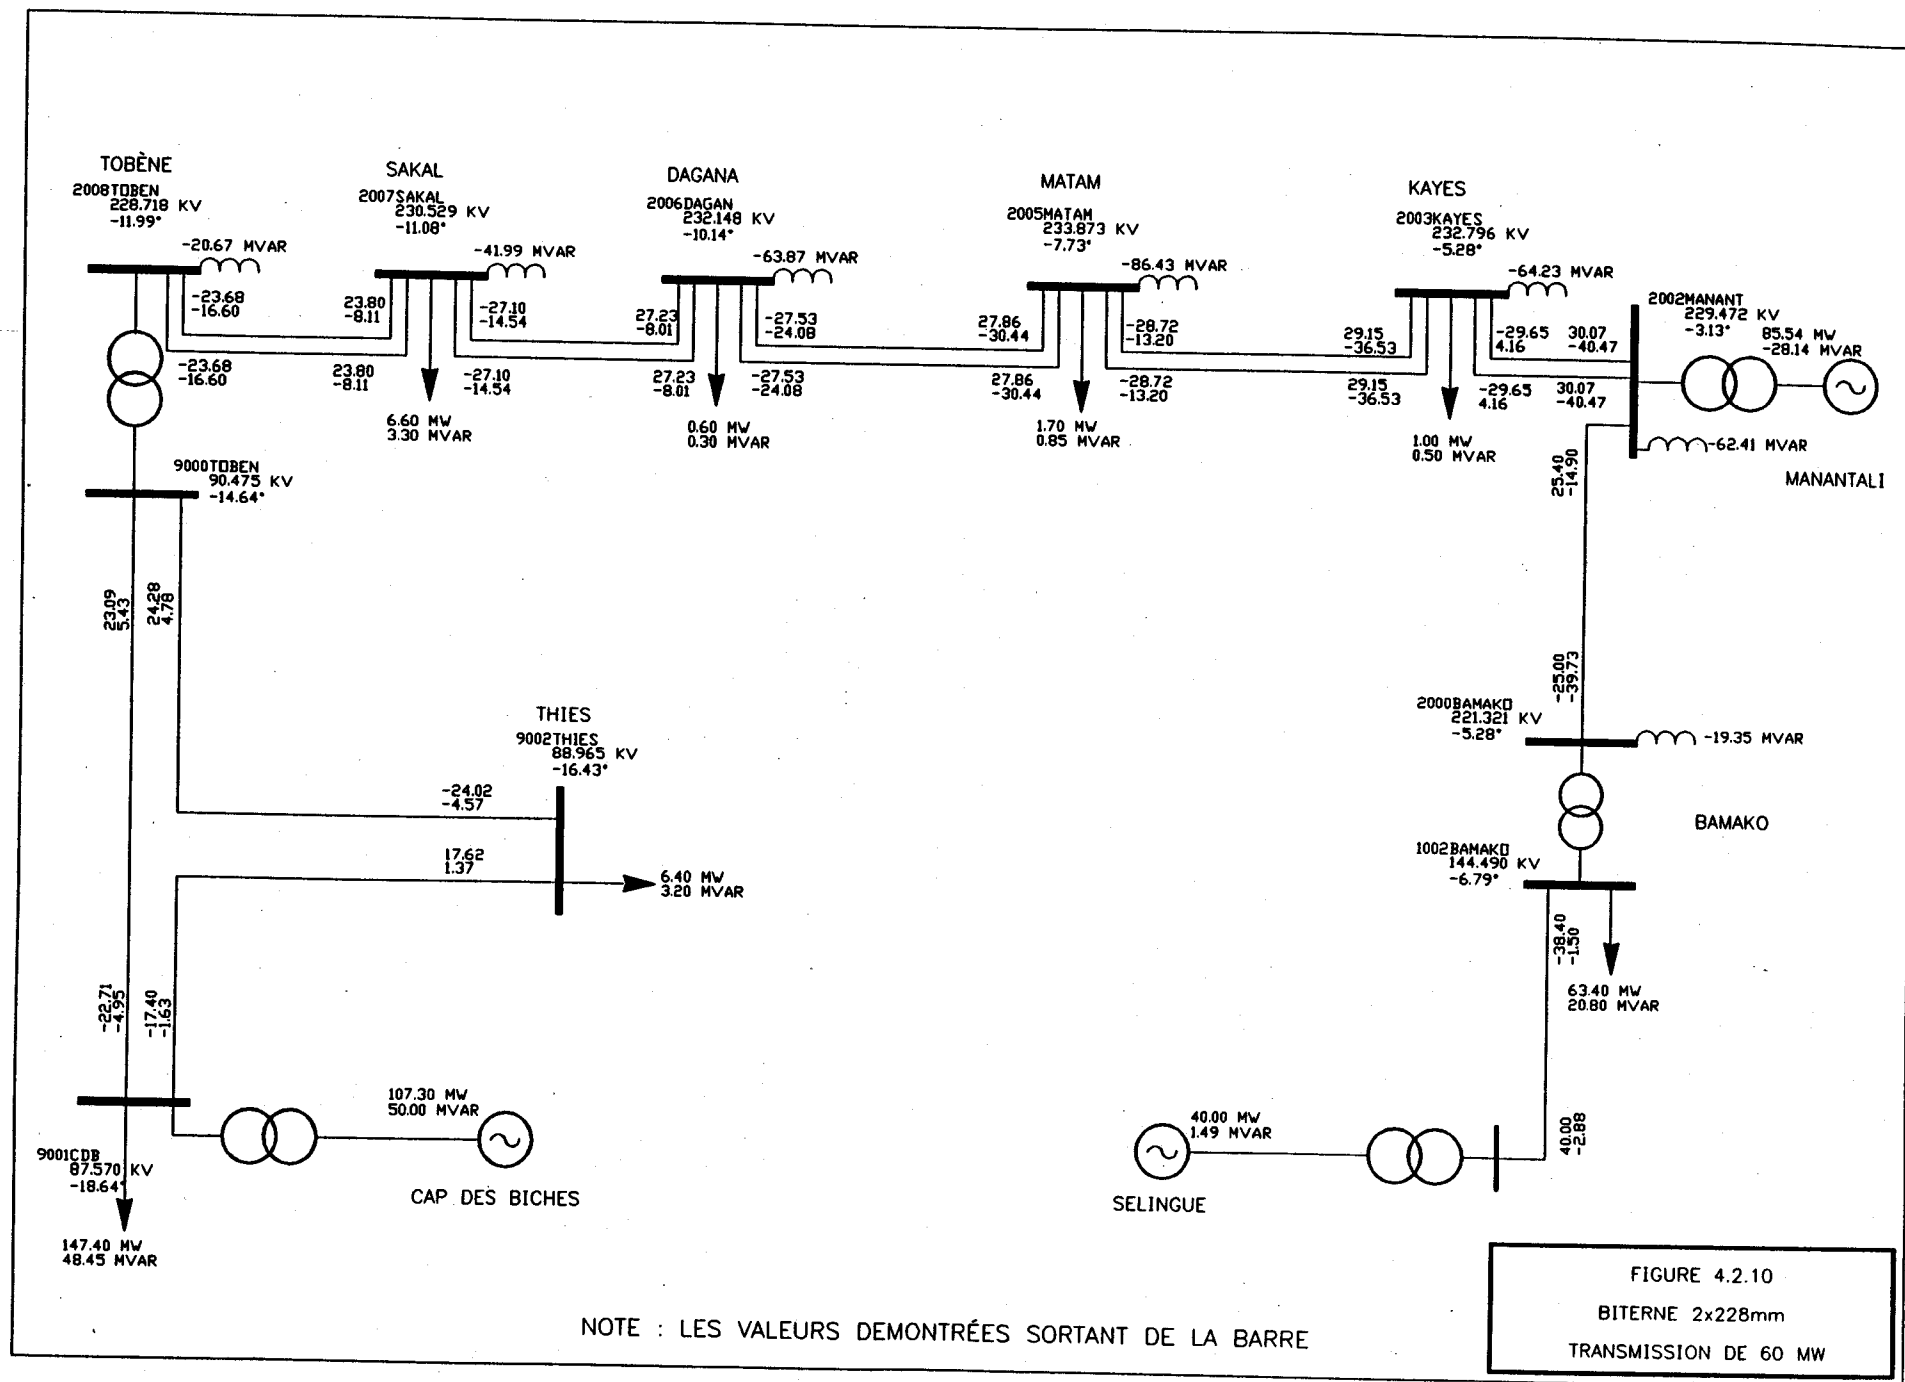 TOBÈNE
2008TOBEN
228.718 KV
-11.99°
-20.67 MVAR
-23.68
-16.60
-23.68
-16.60
SAKAL
2007SAKAL
230.529 KV
-11.08°
-41.99 MVAR
23.80
-8.11
23.80
-8.11
-27.10
-14.54
-27.10
-14.54
6.60 MW
3.30 MVAR
DAGANA
2006DAGAN
232.148 KV
-10.14°
-63.87 MVAR
27.23
-8.01
27.23
-8.01
-27.53
-24.08
-27.53
-24.08
0.60 MW
0.30 MVAR
MATAM
2005MATAM
233.873 KV
-7.73°
-86.43 MVAR
27.86
-30.44
27.86
-30.44
-28.72
-13.20
-28.72
-13.20
1.70 MW
0.85 MVAR
KAYES
2003KAYES
232.796 KV
-5.28°
-64.23 MVAR
29.15
-36.53
29.15
-36.53
-29.65
4.16
-29.65
4.16
1.00 MW
0.50 MVAR
2002MANANT
229.472 KV
-3.13°
30.07
-40.47
30.07
-40.47
85.54 MW
-28.14 MVAR
-62.41 MVAR
MANANTALI
25.40
-14.90
-25.00
-39.73
9000TOBEN
90.475 KV
-14.64°
23.09
5.43
24.28
4.78
THIES
9002THIES
88.965 KV
-16.43°
-24.02
-4.57
17.62
1.37
6.40 MW
3.20 MVAR
2000BAMAKO
221.321 KV
-5.28°
-19.35 MVAR
BAMAKO
1002BAMAKO
144.490 KV
-6.79°
-38.40
-1.50
63.40 MW
20.80 MVAR
-22.71
-4.95
-17.40
-1.63
107.30 MW
50.00 MVAR
9001CDB
87.570 KV
-18.64°
CAP DES BICHES
147.40 MW
48.45 MVAR
40.00 MW
1.49 MVAR
SELINGUE
40.00
-2.88
NOTE : LES VALEURS DEMONTRÉES SORTANT DE LA BARRE
FIGURE 4.2.10
BITERNE 2x228mm
TRANSMISSION DE 60 MW